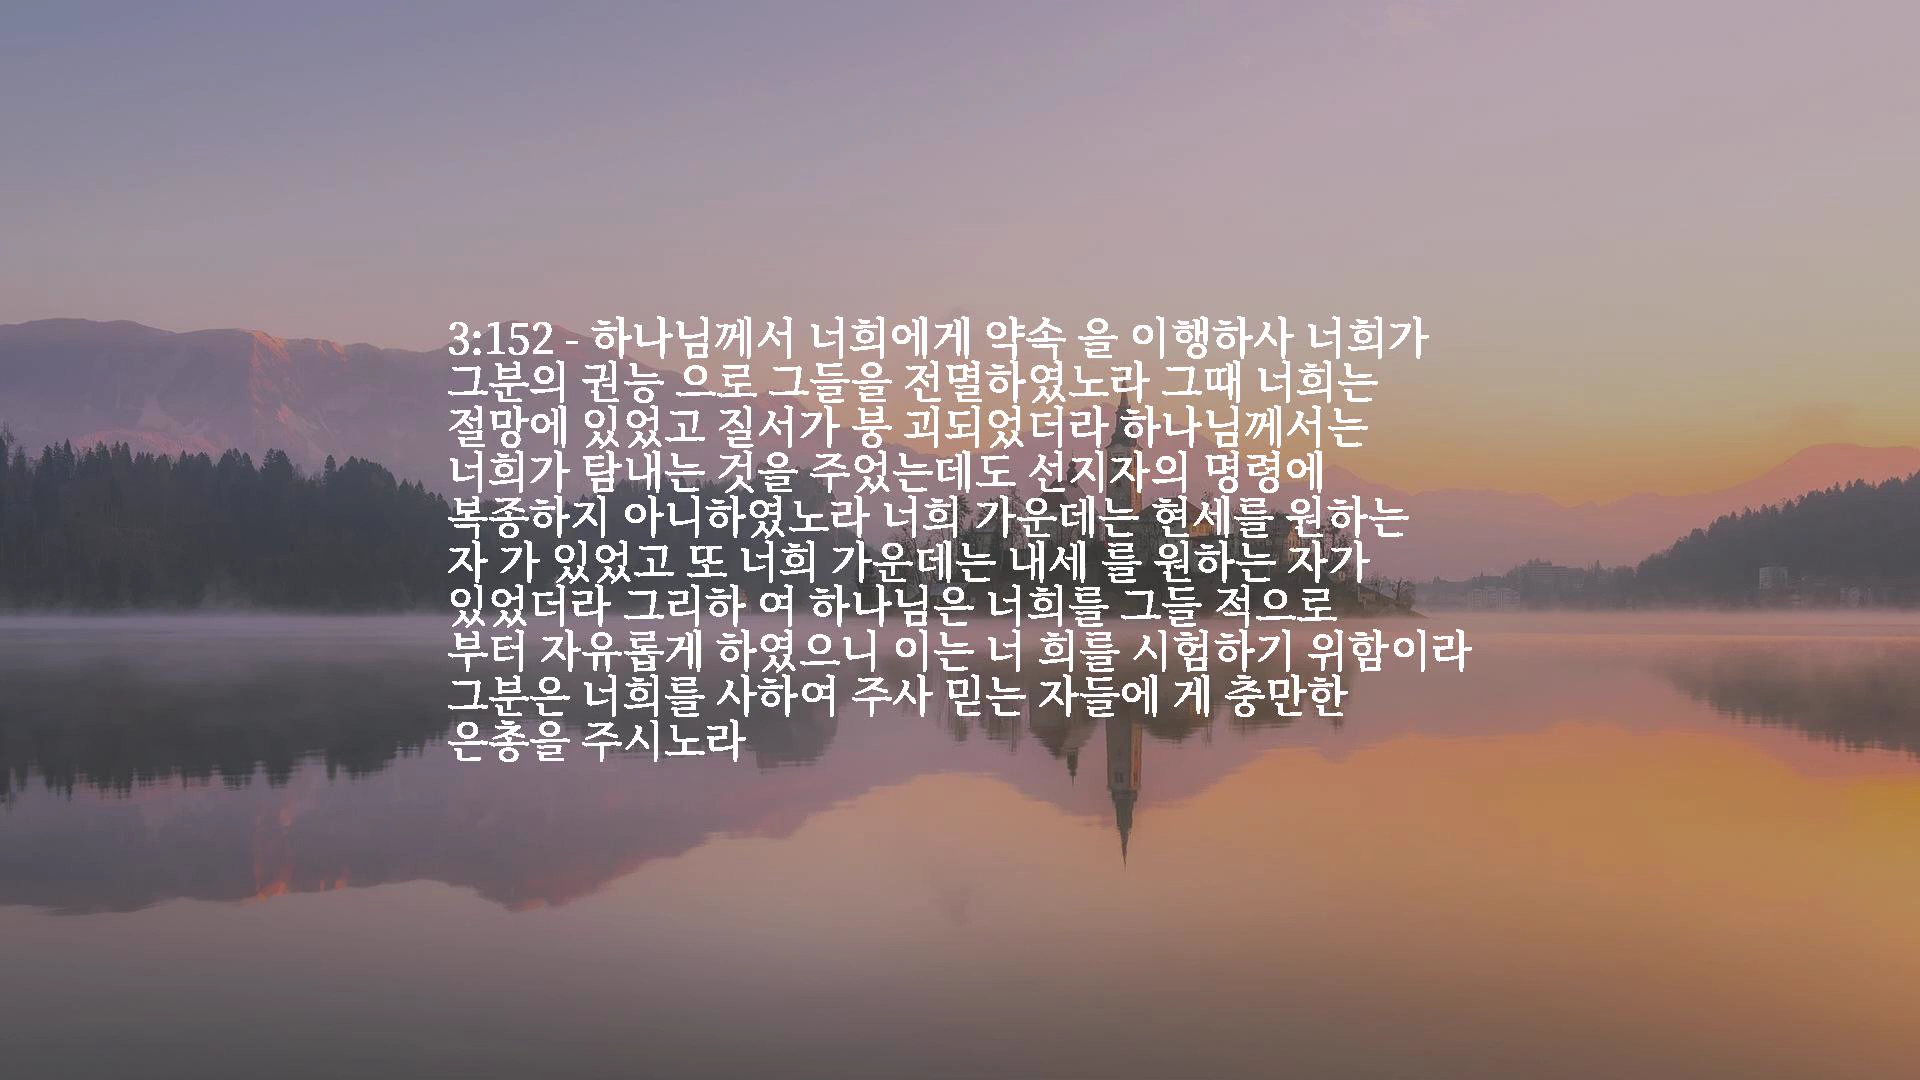 3:152 - 하나님께서 너희에게 약속 을 이행하사 너희가
그분의 권능 으로 그들을 전멸하였노라 그때 너희는
절망에 있었고 질서가 붕 괴되었더라 하나님께서는
너희가 탐내는 것을 주었는데도 선지자의 명령에
복종하지 아니하였노라 너희 가운데는 현세를 원하는
자 가 있었고 또 너희 가운데는 내세 를 원하는 자가
있었더라 그리하 여 하나님은 너희를 그들 적으로
부터 자유롭게 하였으니 이는 너 희를 시험하기 위함이라
그분은 너희를 사하여 주사 믿는 자들에 게 충만한
은총을 주시노라